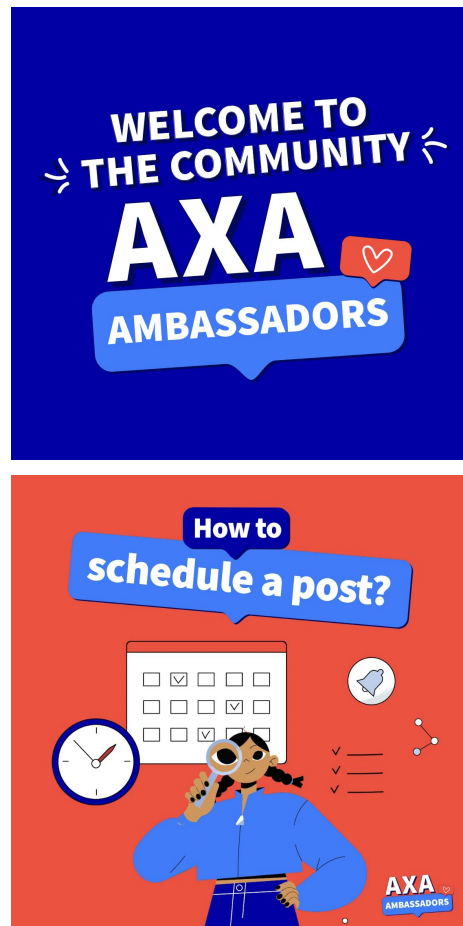 WELCOME TO
THE COMMUNITY
AXA
AMBASSADORS
How to
schedule a post?
AXA
AMBASSADORS